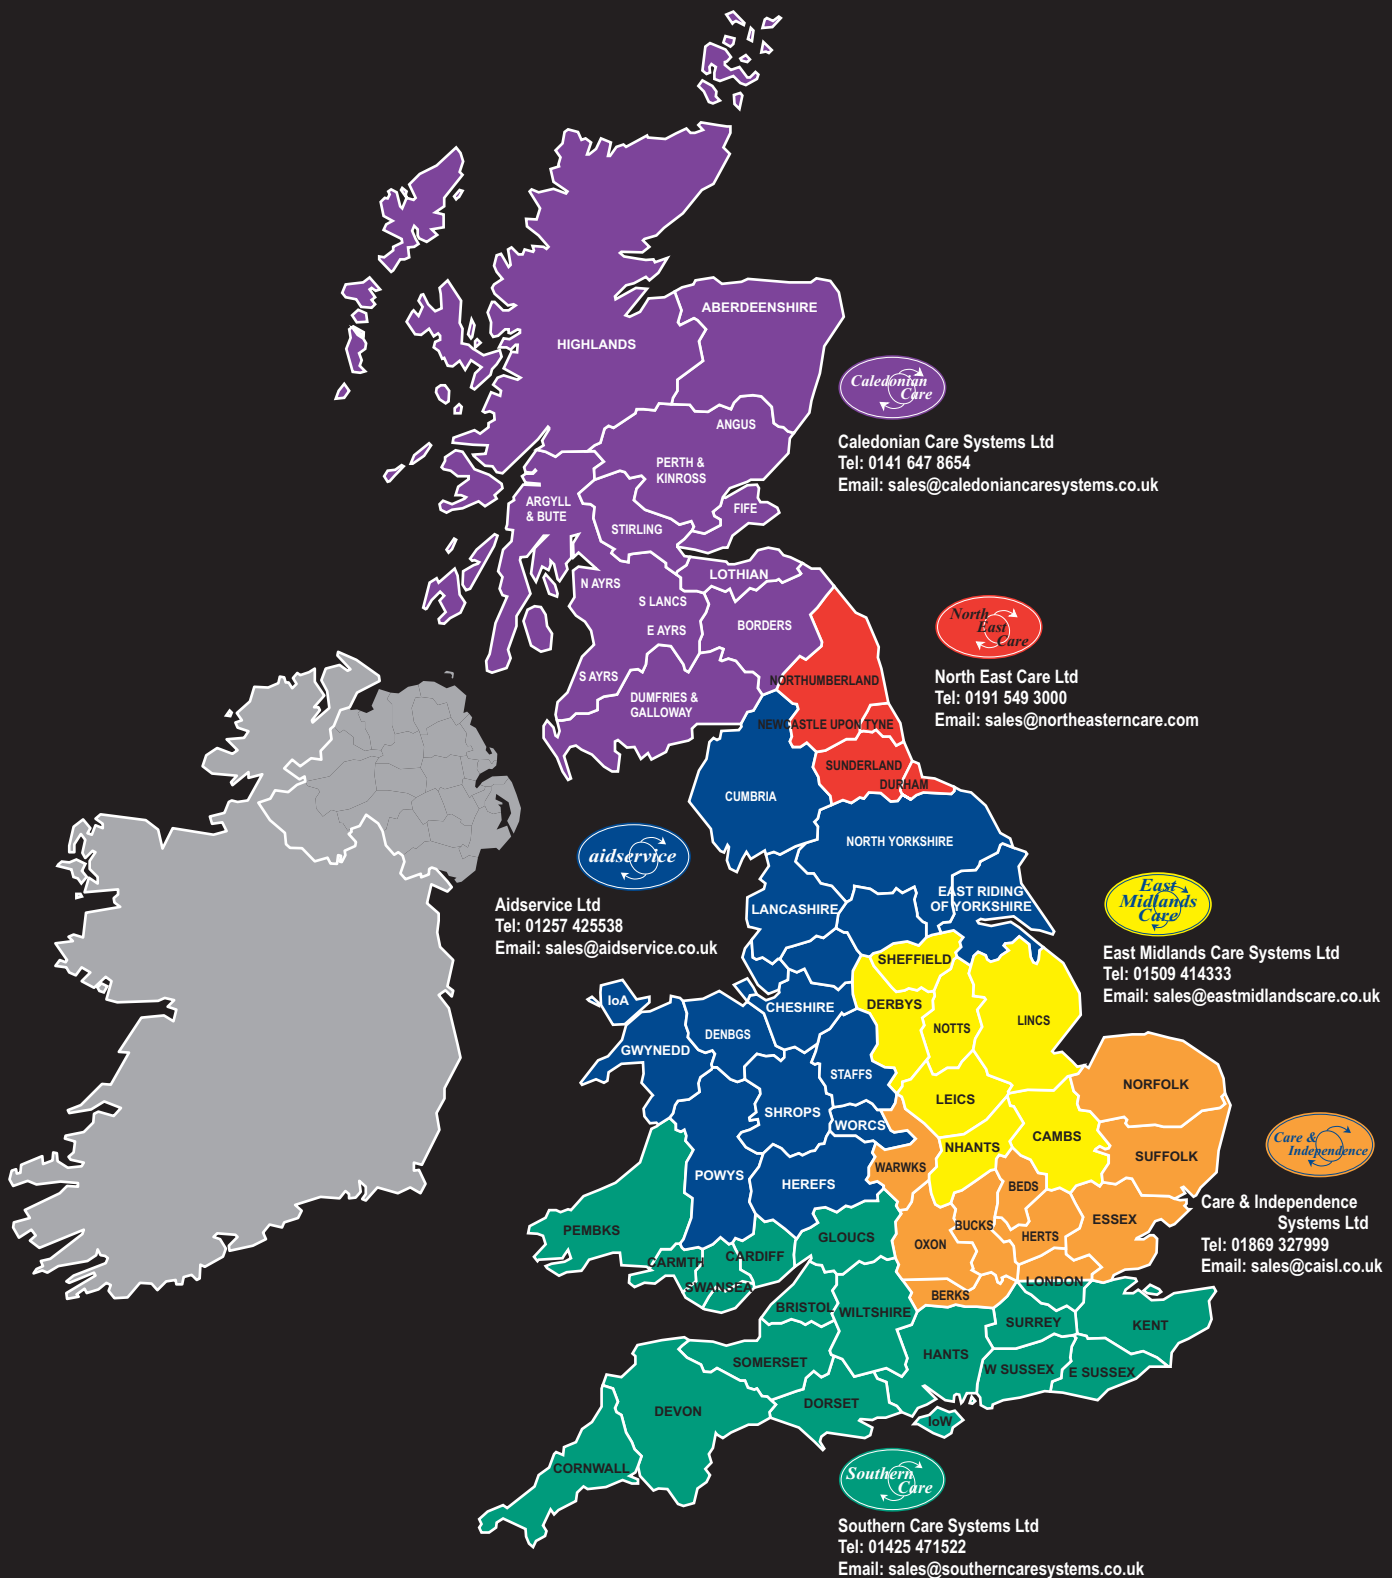 ABERDEENSHIRE
HIGHLANDS
Caledonian
Care
ANGUS
Caledonian Care Systems Ltd
Tel: 0141 647 8654
Email: sales@caledoniancaresystems.co.uk
PERTH &
KINROSS
ARGYLL
& BUTE
FIFE
STIRLING
LOTHIAN
N AYRS
S LANCS
E AYRS
BORDERS
North
East
Care
S AYRS
DUMFRIES &
GALLOWAY
NORTHUMBERLAND
North East Care Ltd
Tel: 0191 549 3000
Email: sales@northeasterncare.com
NEWCASTLE UPON TYNE
SUNDERLAND
DURHAM
CUMBRIA
NORTH YORKSHIRE
aidservice
Aidservice Ltd
Tel: 01257 425538
Email: sales@aidservice.co.uk
LANCASHIRE
EAST RIDING
OF YORKSHIRE
East
Midlands
Care
East Midlands Care Systems Ltd
Tel: 01509 414333
Email: sales@eastmidlandscare.co.uk
SHEFFIELD
IoA
CHESHIRE
DERBYS
NOTTS
LINCS
DENBGS
GWYNEDD
STAFFS
NORFOLK
LEICS
SHROPS
WORCS
CAMBS
NHANTS
SUFFOLK
Care &
Independence
POWYS
HEREFS
WARWKS
BEDS
Care & Independence
Systems Ltd
Tel: 01869 327999
Email: sales@caisl.co.uk
PEMBKS
GLOUCS
BUCKS
ESSEX
OXON
HERTS
CARDIFF
CARMTH
SWANSEA
LONDON
BERKS
BRISTOL
WILTSHIRE
SURREY
KENT
SOMERSET
HANTS
W SUSSEX
E SUSSEX
DEVON
DORSET
IoW
CORNWALL
Southern
Care
Southern Care Systems Ltd
Tel: 01425 471522
Email: sales@southerncaresystems.co.uk